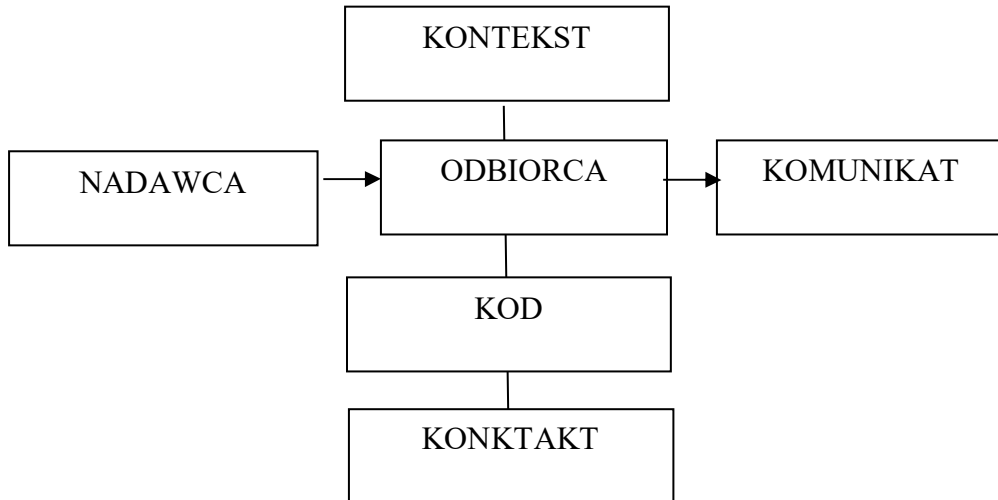 KONTEKST
NADAWCA
ODBIORCA
KOMUNIKAT
KOD
KONKTAKT